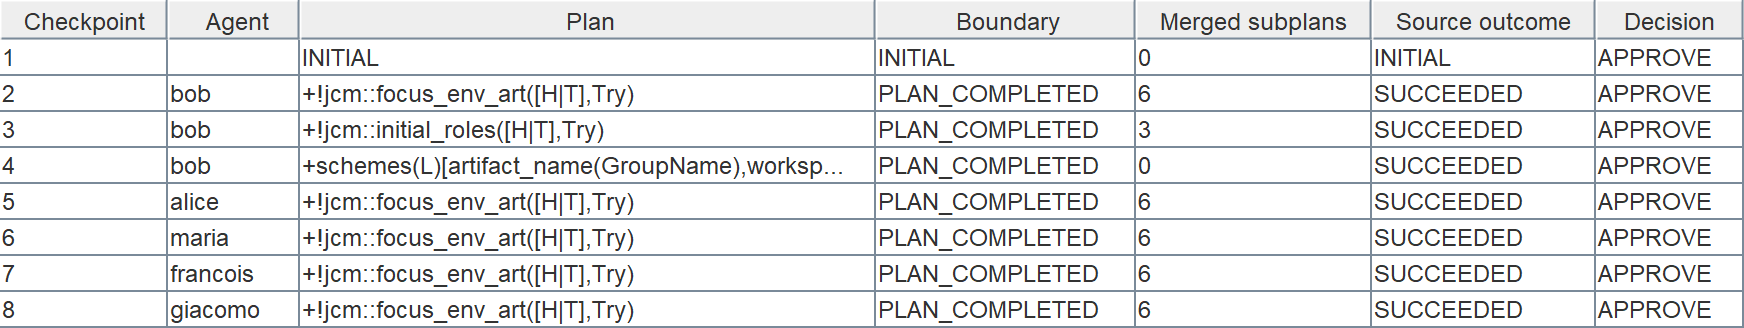 Checkpoint Agent Plan Boundary Merged subplans Source outcome Decision
1 INITIAL INITIAL 0 INITIAL APPROVE
2 bob +!jcm::focus_env_art([H|T],Try) PLAN_COMPLETED 6 SUCCEEDED APPROVE
3 bob +!jcm::initial_roles([H|T],Try) PLAN_COMPLETED 3 SUCCEEDED APPROVE
4 bob +schemes(L)[artifact_name(GroupName),worksp... PLAN_COMPLETED 0 SUCCEEDED APPROVE
5 alice +!jcm::focus_env_art([H|T],Try) PLAN_COMPLETED 6 SUCCEEDED APPROVE
6 maria +!jcm::focus_env_art([H|T],Try) PLAN_COMPLETED 6 SUCCEEDED APPROVE
7 francois +!jcm::focus_env_art([H|T],Try) PLAN_COMPLETED 6 SUCCEEDED APPROVE
8 giacomo +!jcm::focus_env_art([H|T],Try) PLAN_COMPLETED 6 SUCCEEDED APPROVE